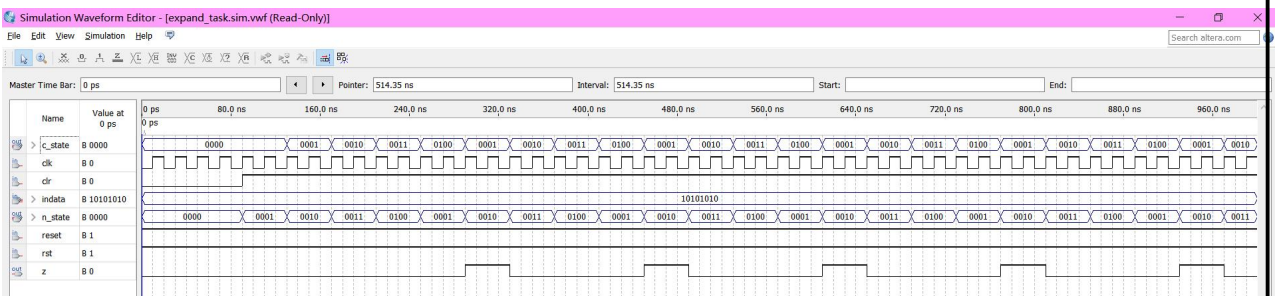 Simulation Waveform Editor - [expand_task.sim.vwf (Read-Only)]
File Edit View Simulation Help
Search altera.com
Master Time Bar: 0 ps Pointer: 514.35 ns Interval: 514.35 ns Start: End:
Name Value at 0 ps
0 ps 80.0 ns 160.0 ns 240.0 ns 320.0 ns 400.0 ns 480.0 ns 560.0 ns 640.0 ns 720.0 ns 800.0 ns 880.0 ns 960.0 ns
0 ps
c_state B 0000 0000 0001 0010 0011 0100 0001 0010 0011 0100 0001 0010 0011 0100 0001 0010 0011 0100 0001 0010 0011 0100 0001 0010
clk B 0
clr B 0
indata B 10101010 10101010
n_state B 0000 0000 0001 0010 0011 0100 0001 0010 0011 0100 0001 0010 0011 0100 0001 0010 0011 0100 0001 0010 0011 0100 0001 0010 0011
reset B 1
rst B 1
z B 0